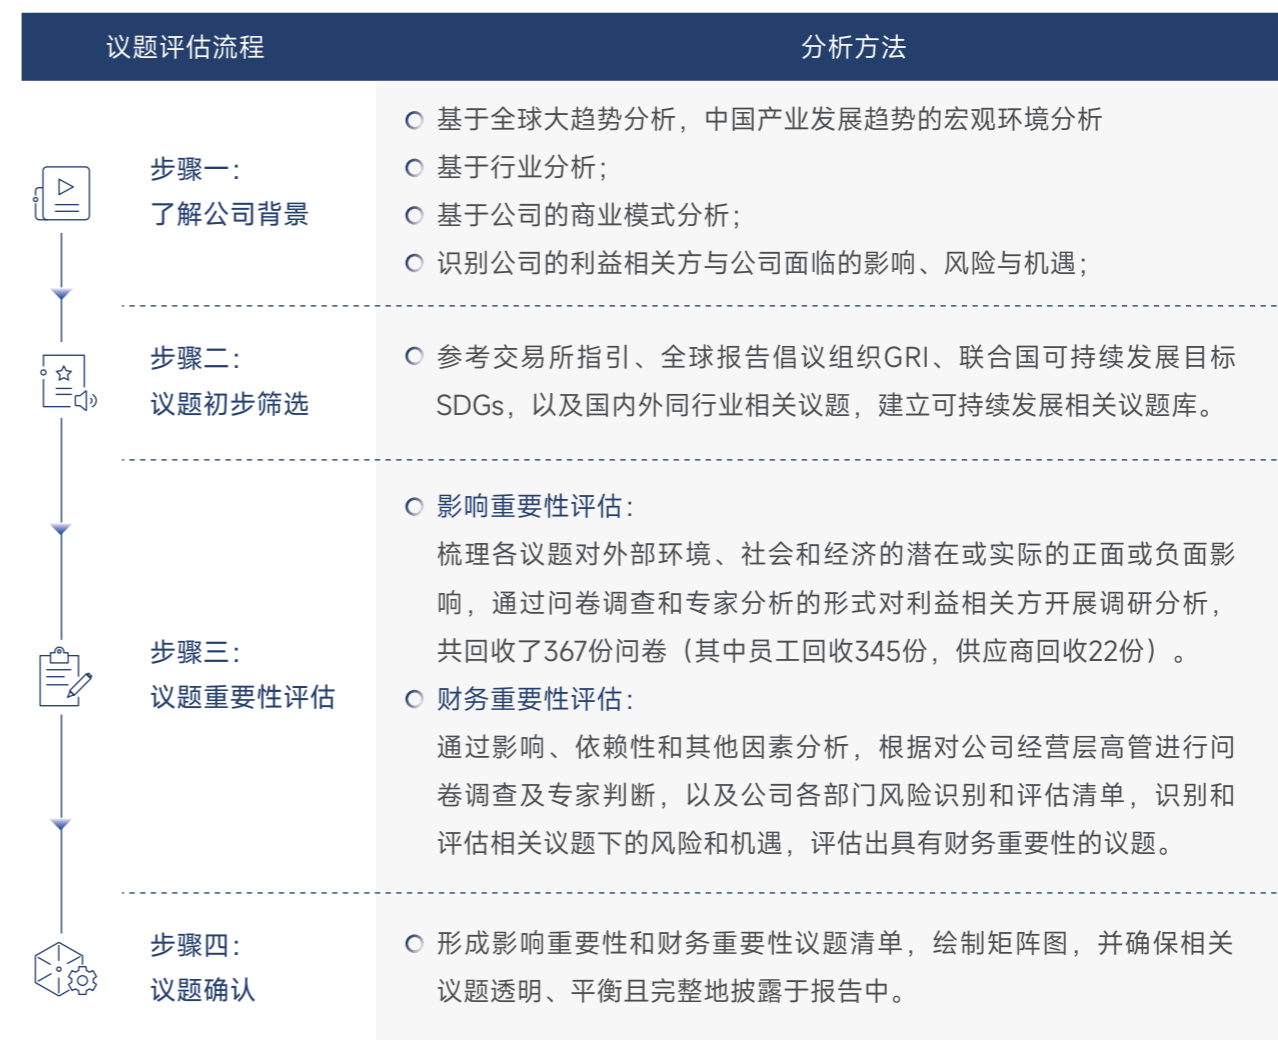 议题评估流程
分析方法
步骤一：
了解公司背景
基于全球大趋势分析，中国产业发展趋势的宏观环境分析
基于行业分析；
基于公司的商业模式分析；
识别公司的利益相关方与公司面临的影响、风险与机遇；
步骤二：
议题初步筛选
参考交易所指引、全球报告倡议组织GRI、联合国可持续发展目标
SDGs，以及国内外同行业相关议题，建立可持续发展相关议题库。
步骤三：
议题重要性评估
影响重要性评估：
梳理各议题对外部环境、社会和经济的潜在或实际的正面或负面影
响，通过问卷调查和专家分析的形式对利益相关方开展调研分析，
共回收了367份问卷（其中员工回收345份，供应商回收22份）。
财务重要性评估：
通过影响、依赖性和其他因素分析，根据对公司经营层高管进行问
卷调查及专家判断，以及公司各部门风险识别和评估清单，识别和
评估相关议题下的风险和机遇，评估出具有财务重要性的议题。
步骤四：
议题确认
形成影响重要性和财务重要性议题清单，绘制矩阵图，并确保相关
议题透明、平衡且完整地披露于报告中。